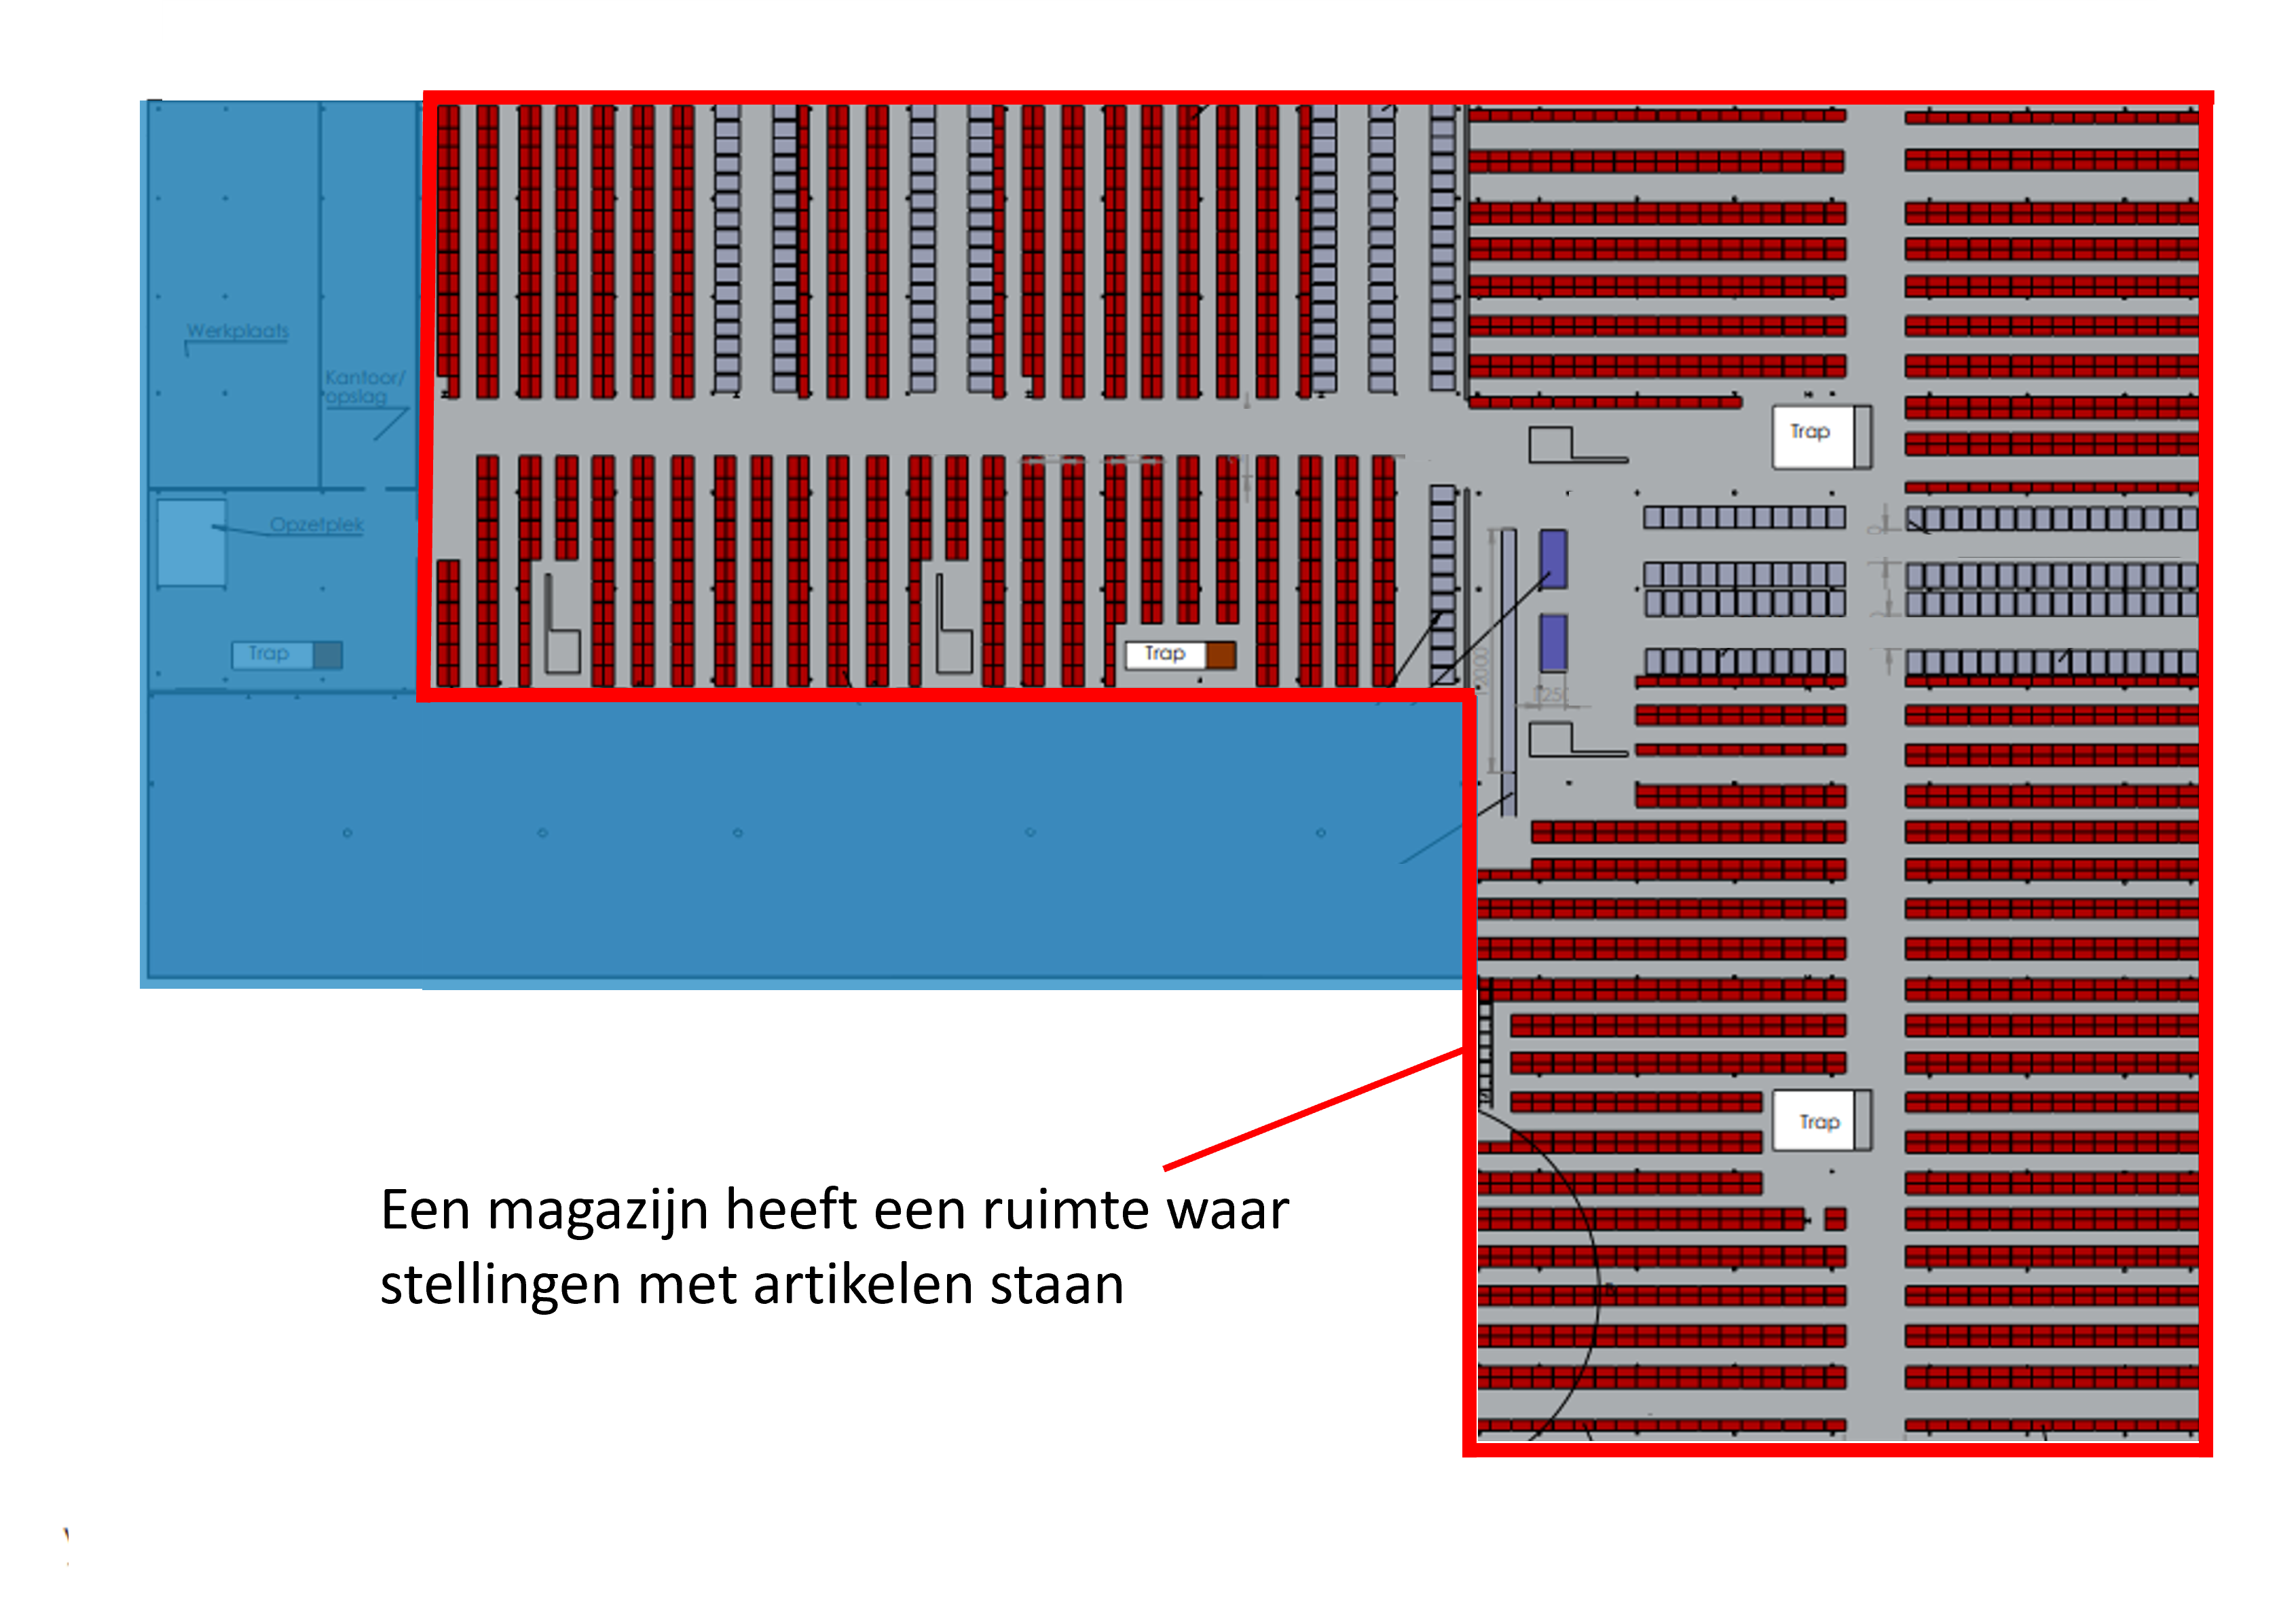 Werkplaats
Kantoor/
opslag
Opzetplek
Trap
Trap
Trap
12000
Trap
Een magazijn heeft een ruimte waar
stellingen met artikelen staan